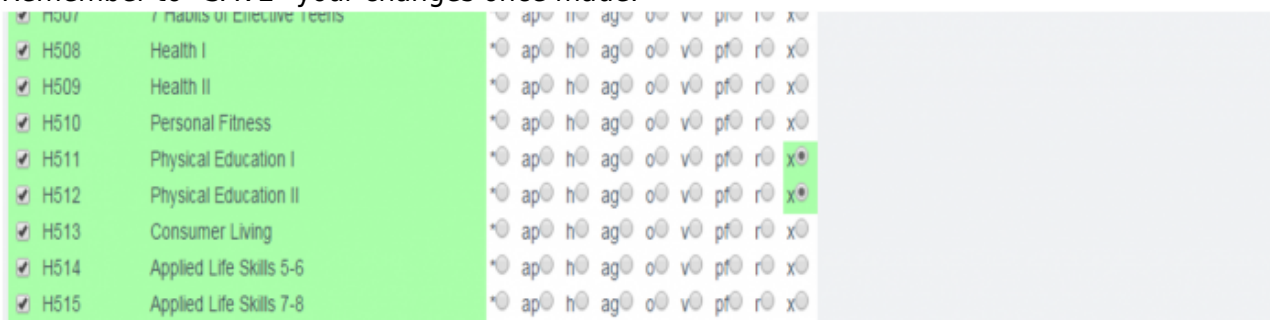 Remember to "SAVE" your changes once made.
H507 7 Habits of Effective Teens * ap h ag o v pf r x
H508 Health I * ap h ag o v pf r x
H509 Health II * ap h ag o v pf r x
H510 Personal Fitness * ap h ag o v pf r x
H511 Physical Education I * ap h ag o v pf r x
H512 Physical Education II * ap h ag o v pf r x
H513 Consumer Living * ap h ag o v pf r x
H514 Applied Life Skills 5-6 * ap h ag o v pf r x
H515 Applied Life Skills 7-8 * ap h ag o v pf r x